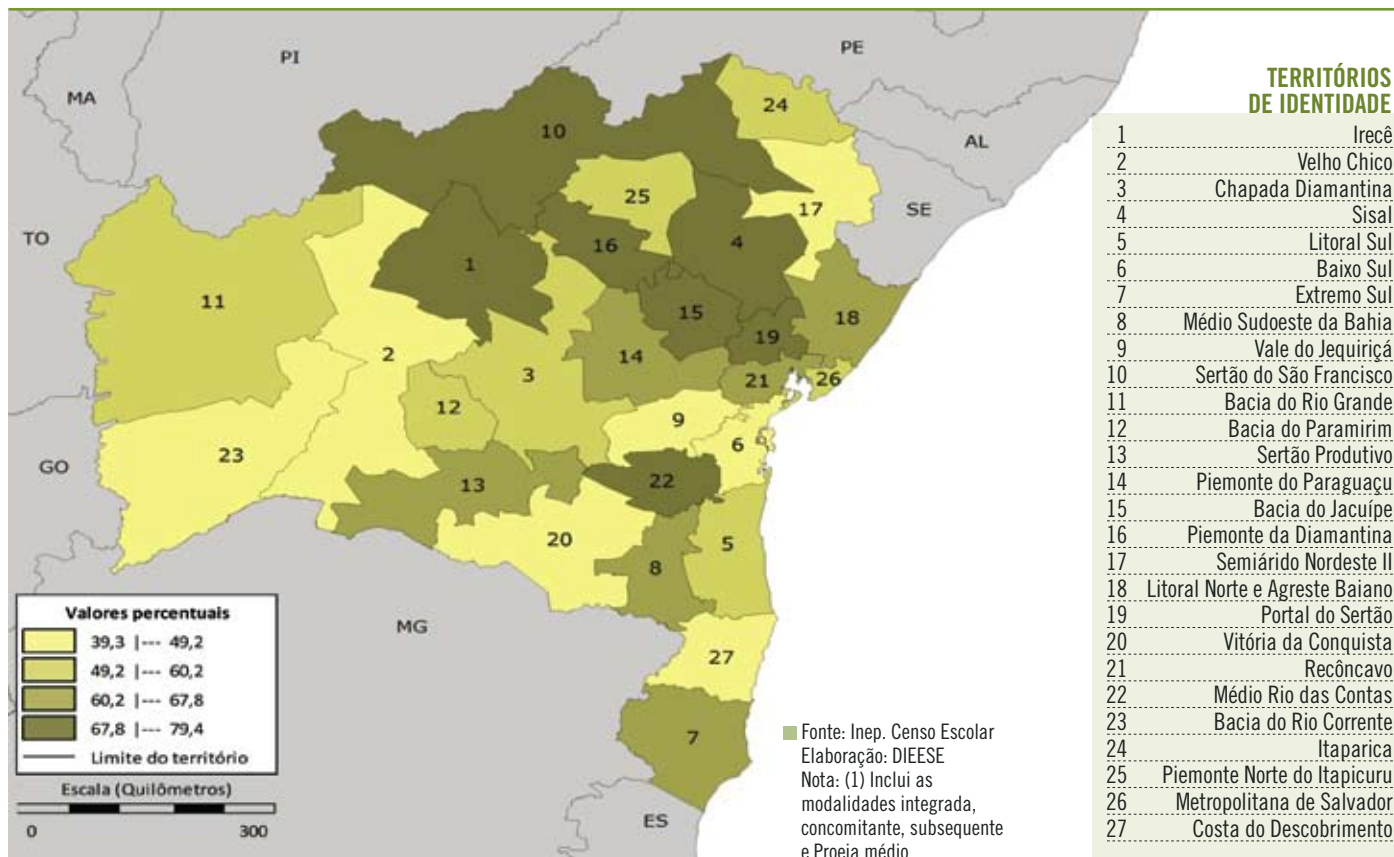 PI
PE
MA
AL
SE
TO
GO
MG
ES
24
10
17
25
4
16
1
11
15
18
19
2
14
3
21
26
12
9
6
23
22
13
20
5
8
27
7
Valores percentuais
39,3 |--- 49,2
49,2 |--- 60,2
60,2 |--- 67,8
67,8 |--- 79,4
Limite do território
Escala (Quilômetros)
0 300
Fonte: Inep. Censo Escolar
Elaboração: DIEESE
Nota: (1) Inclui as
modalidades integrada,
concomitante, subsequente
e Proeja médio
TERRITÓRIOS
DE IDENTIDADE
1 Irecê
2 Velho Chico
3 Chapada Diamantina
4 Sisal
5 Litoral Sul
6 Baixo Sul
7 Extremo Sul
8 Médio Sudoeste da Bahia
9 Vale do Jequiriçá
10 Sertão do São Francisco
11 Bacia do Rio Grande
12 Bacia do Paramirim
13 Sertão Produtivo
14 Piemonte do Paraguaçu
15 Bacia do Jacuípe
16 Piemonte da Diamantina
17 Semiárido Nordeste II
18 Litoral Norte e Agreste Baiano
19 Portal do Sertão
20 Vitória da Conquista
21 Recôncavo
22 Médio Rio das Contas
23 Bacia do Rio Corrente
24 Itaparica
25 Piemonte Norte do Itapicuru
26 Metropolitana de Salvador
27 Costa do Descobrimento